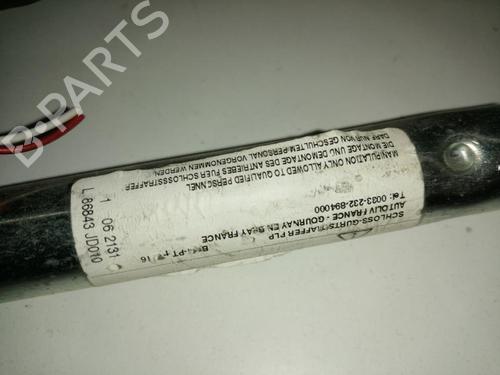 SCHLOSS-GURTSTRAFFER PLP
AUTOLIV FRANCE - GOURNAY EN BRAY FRANCE
Tel: 0033-232-894000
MANIPULATION ONLY ALLOWED TO QUALIFIED PERSONNEL
DIE MONTAGE UND DEMONTAGE DES ANTRIEBES FUER SCHLOSSSTRAFFER
DARF NUR VON GESCHULTEM PERSONAL VORGENOMMEN WERDEN
16
1 06 2131
L 86843 JD010
B-PARTS